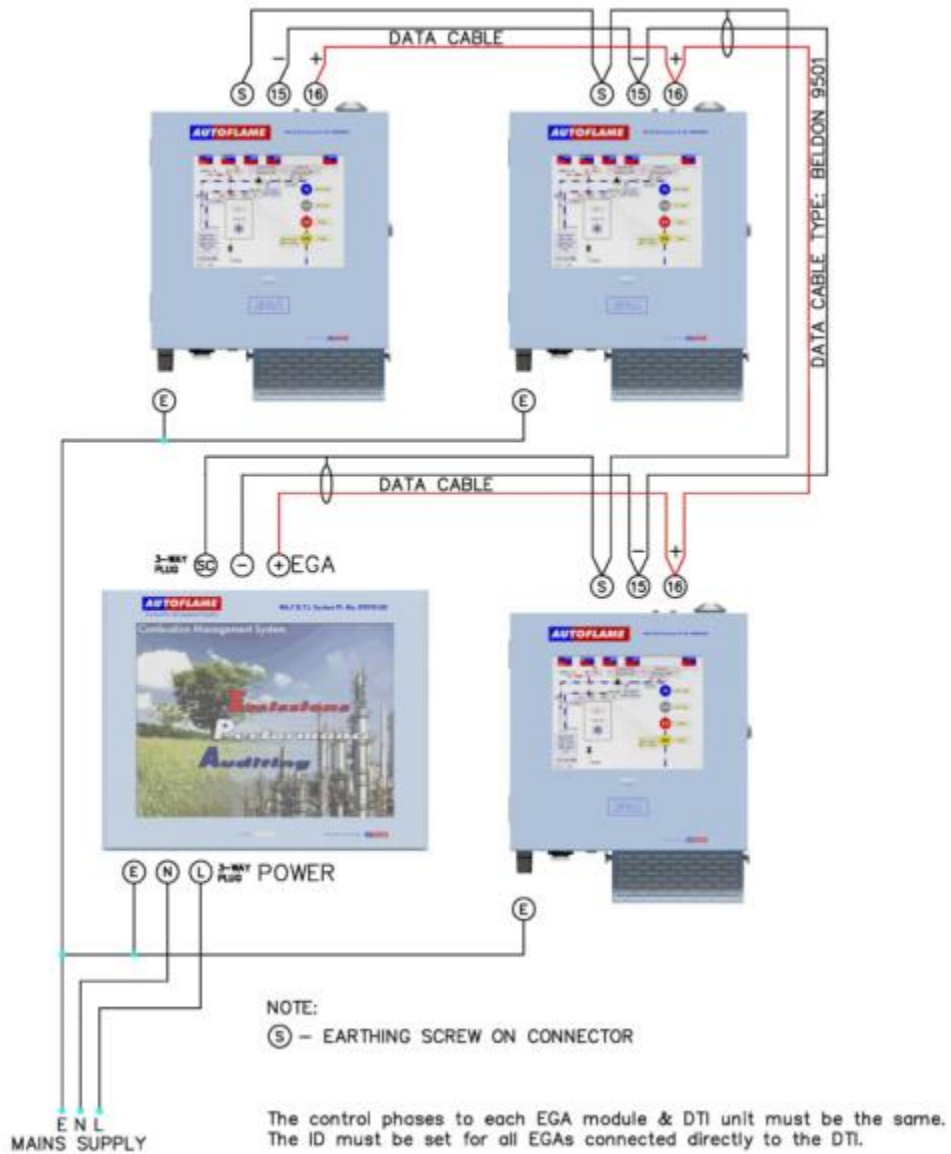 DATA CABLE
- +
- +
S 15 16
S 15 16
AUTOFLAME
AUTOFLAME
DATA CABLE TYPE: BELDON 9501
E
E
DATA CABLE
3-WAY
PLUG
SC - + EGA
- +
S 15 16
AUTOFLAME
Combustion Management System
Emissions
Performance
Auditing
AUTOFLAME
E N L
3-WAY
PLUG
POWER
E
NOTE:
S - EARTHING SCREW ON CONNECTOR
E N L
MAINS SUPPLY
The control phases to each EGA module & DTI unit must be the same.
The ID must be set for all EGAs connected directly to the DTI.